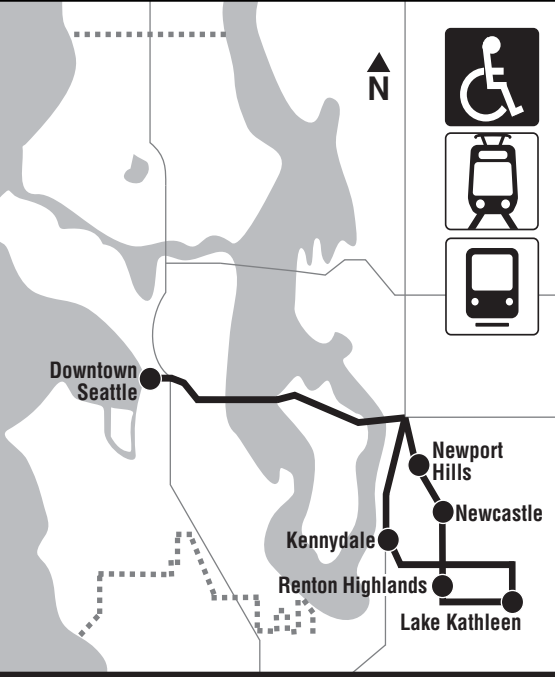 N
Downtown
Seattle
Newport
Hills
Newcastle
Kennydale
Renton Highlands
Lake Kathleen